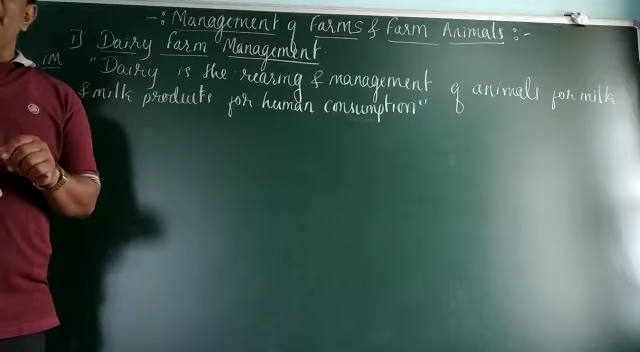 -: Management of Farms & Farm Animals :-
1) Dairy Farm Management
1M "Dairy is the rearing & management of animals for milk
& milk products for human consumption"